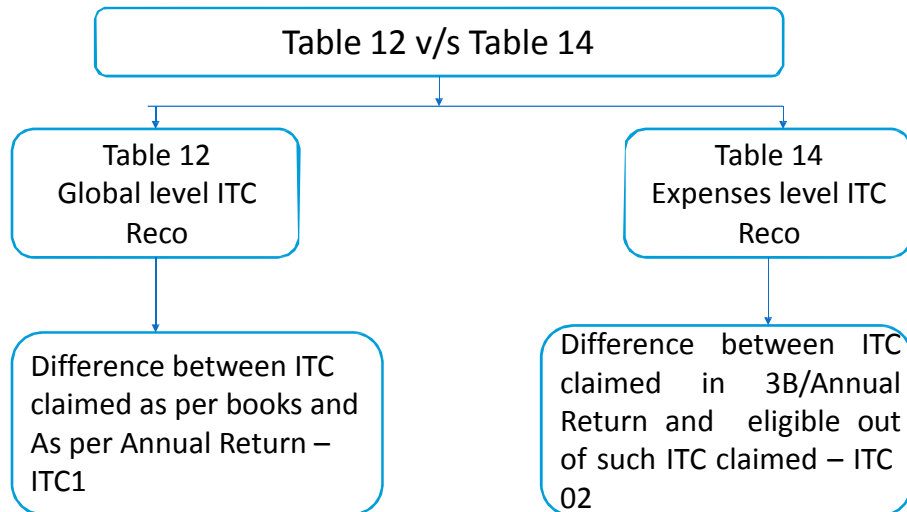 Table 12 v/s Table 14
Table 12
Global level ITC
Reco
Table 14
Expenses level ITC
Reco
Difference between ITC
claimed as per books and
As per Annual Return –
ITC1
Difference between ITC
claimed in 3B/Annual
Return and eligible out
of such ITC claimed – ITC
02